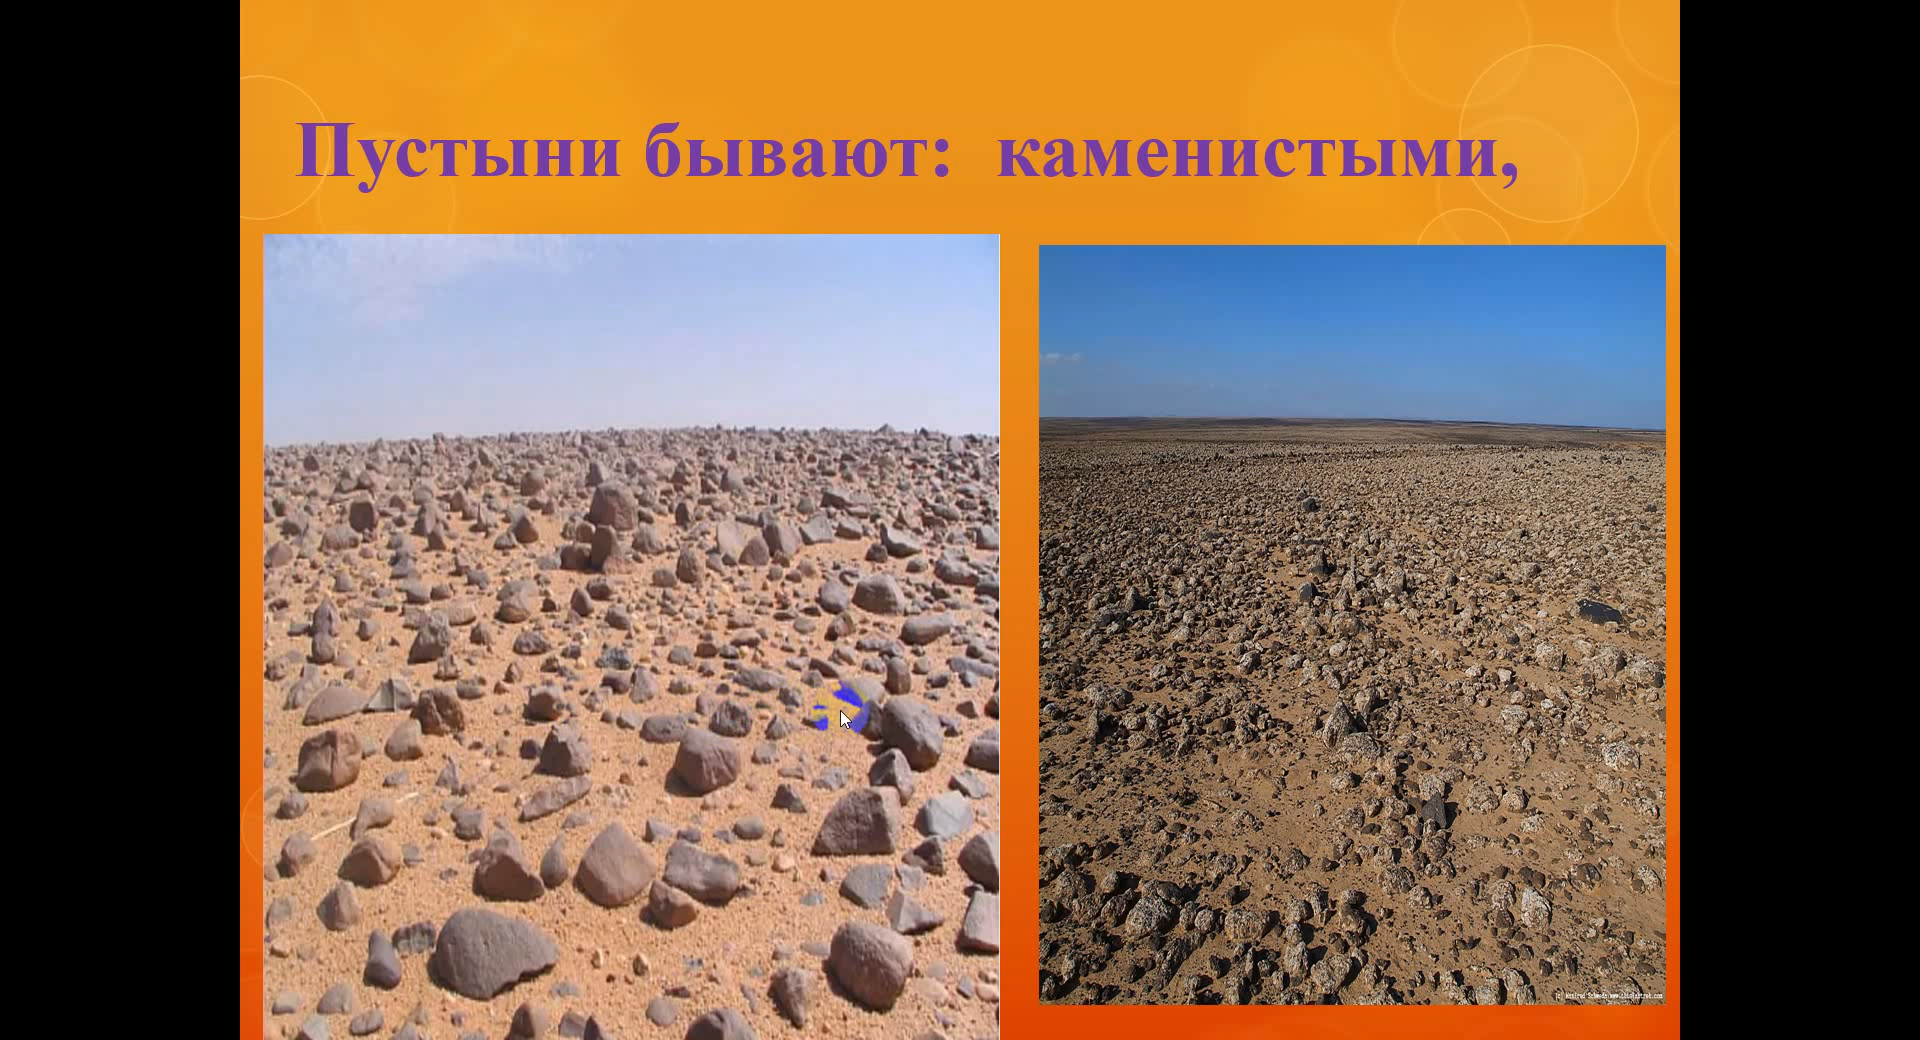 Пустыни бывают: каменистыми,